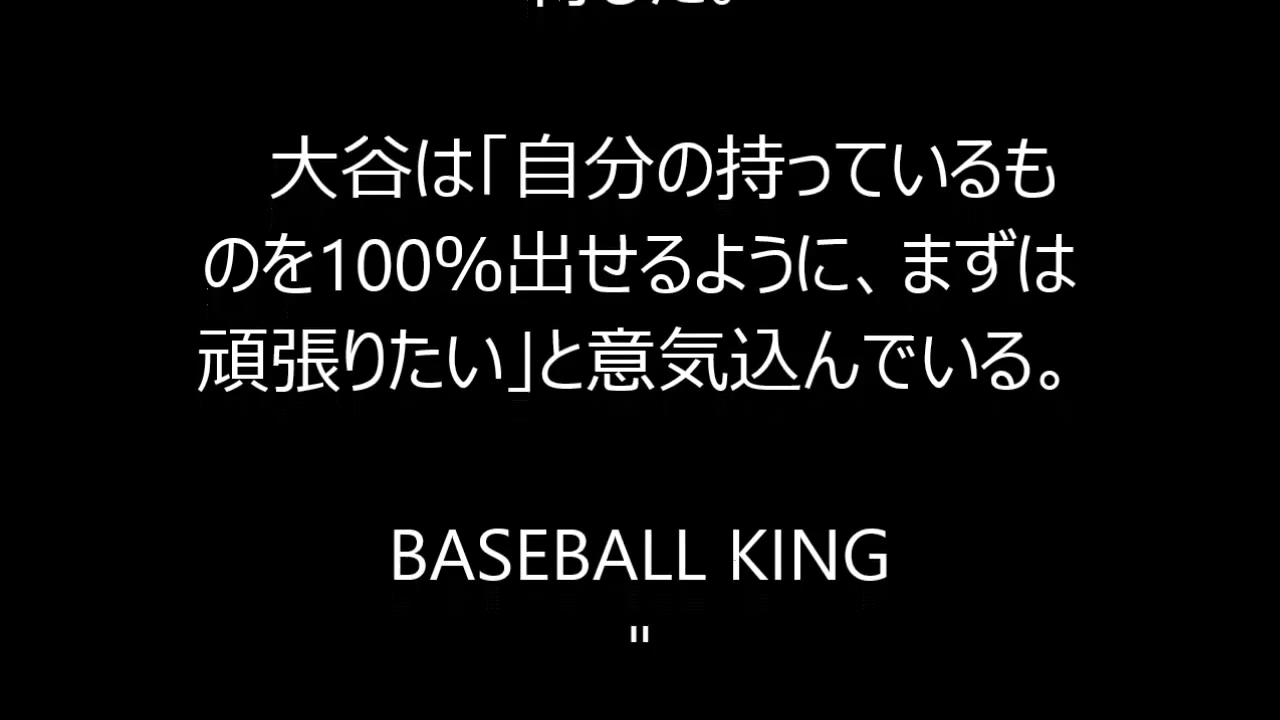 大谷は「自分の持っているも
のを100％出せるように、まずは
頑張りたい」と意気込んでいる。
BASEBALL KING
"